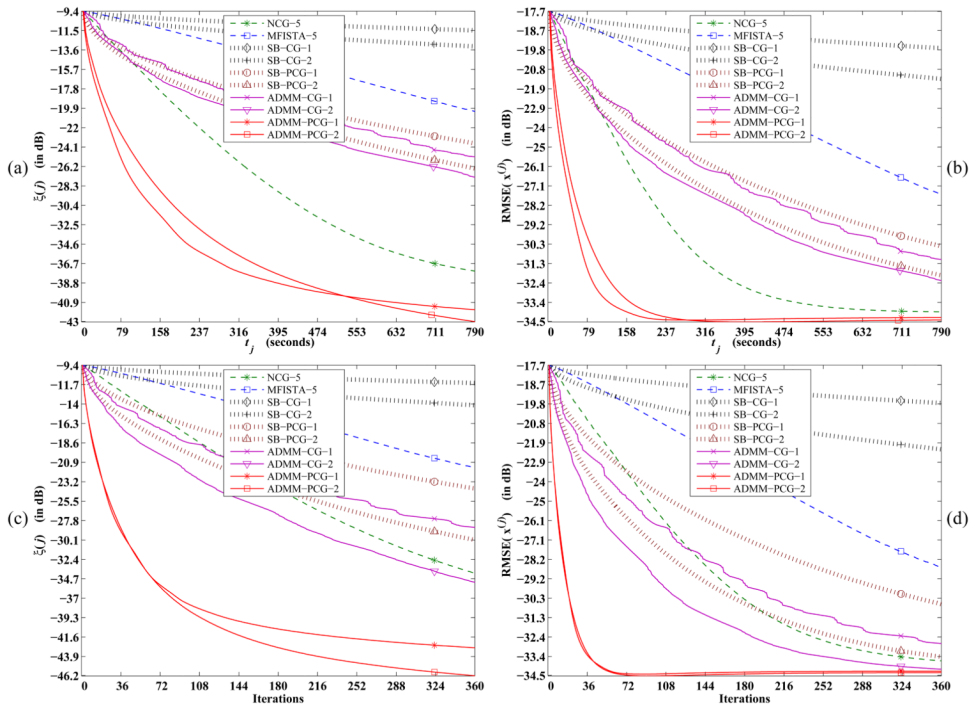 (a)
ξ(j) (in dB)
-9.4
-11.5
-13.6
-15.7
-17.8
-19.9
-22
-24.1
-26.2
-28.3
-30.4
-32.5
-34.6
-36.7
-38.8
-40.9
-43
0 79 158 237 316 395 474 553 632 711 790
t_j (seconds)
NCG-5
MFISTA-5
SB-CG-1
SB-CG-2
SB-PCG-1
SB-PCG-2
ADMM-CG-1
ADMM-CG-2
ADMM-PCG-1
ADMM-PCG-2
(b)
RMSE( x^(j)) (in dB)
-17.7
-18.7
-19.8
-20.8
-21.9
-22.9
-24
-25
-26.1
-27.1
-28.2
-29.2
-30.3
-31.3
-32.4
-33.4
-34.5
0 79 158 237 316 395 474 553 632 711 790
t_j (seconds)
NCG-5
MFISTA-5
SB-CG-1
SB-CG-2
SB-PCG-1
SB-PCG-2
ADMM-CG-1
ADMM-CG-2
ADMM-PCG-1
ADMM-PCG-2
(c)
ξ(j) (in dB)
-9.4
-11.7
-14
-16.3
-18.6
-20.9
-23.2
-25.5
-27.8
-30.1
-32.4
-34.7
-37
-39.3
-41.6
-43.9
-46.2
0 36 72 108 144 180 216 252 288 324 360
Iterations
NCG-5
MFISTA-5
SB-CG-1
SB-CG-2
SB-PCG-1
SB-PCG-2
ADMM-CG-1
ADMM-CG-2
ADMM-PCG-1
ADMM-PCG-2
(d)
RMSE( x^(j)) (in dB)
-17.7
-18.7
-19.8
-20.8
-21.9
-22.9
-24
-25
-26.1
-27.1
-28.2
-29.2
-30.3
-31.3
-32.4
-33.4
-34.5
0 36 72 108 144 180 216 252 288 324 360
Iterations
NCG-5
MFISTA-5
SB-CG-1
SB-CG-2
SB-PCG-1
SB-PCG-2
ADMM-CG-1
ADMM-CG-2
ADMM-PCG-1
ADMM-PCG-2